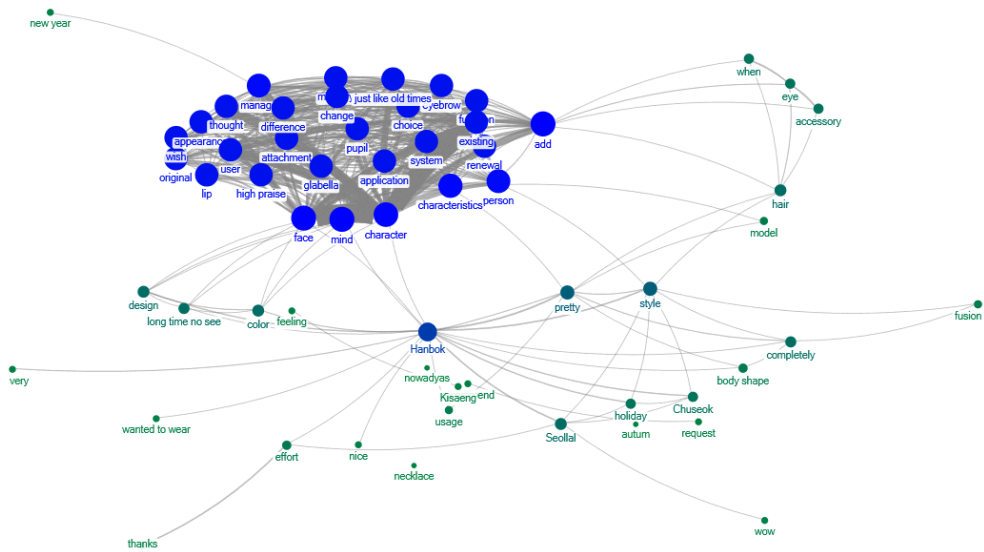 new year
when
eye
accessory
manag
m
just like old times
eyebrow
change
thought
difference
choice
fu
add
appearanc
existing
pupil
system
renewal
wish
user
attachment
original
lip
high praise
glabella
application
characteristics
person
hair
face
mind
character
model
design
long time no see
color
feeling
pretty
style
fusion
Hanbok
completely
very
nowadyas
body shape
Kisaeng
end
usage
holiday
Chuseok
wanted to wear
Seollal
autum
request
effort
nice
necklace
wow
thanks